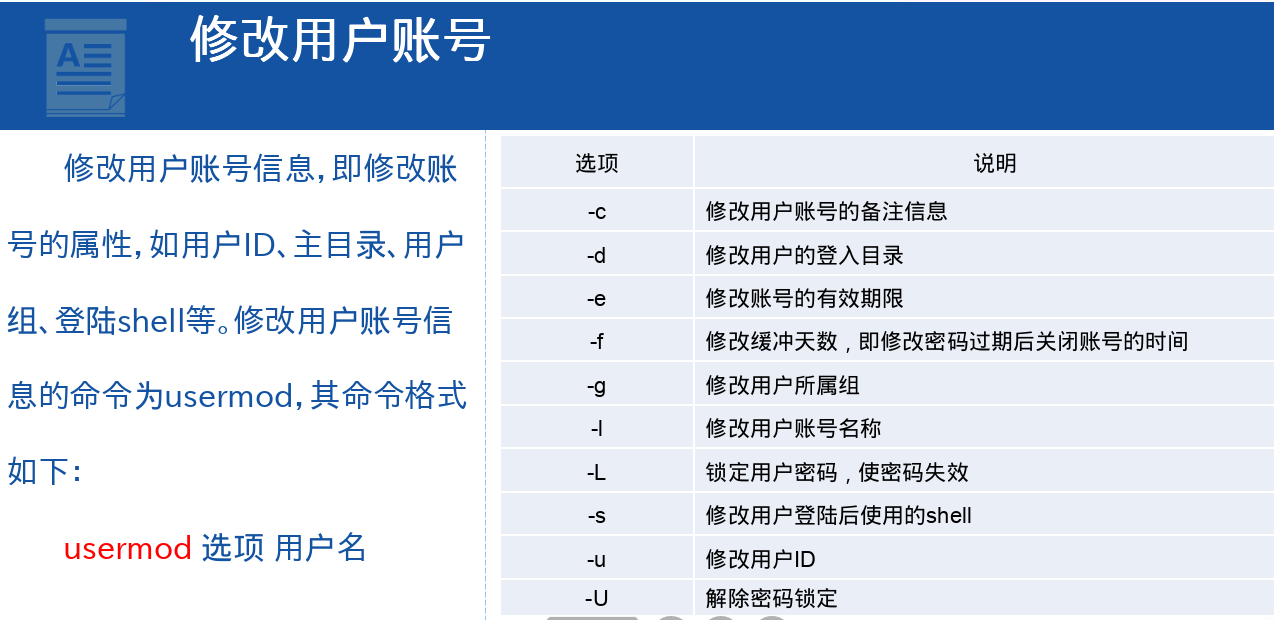 修改用户账号
修改用户账号信息,即修改账
号的属性,如用户ID、主目录、用户
组、登陆shell等。修改用户账号信
息的命令为usermod,其命令格式
如下:
usermod 选项 用户名
选项 说明
-c 修改用户账号的备注信息
-d 修改用户的登入目录
-e 修改账号的有效期限
-f 修改缓冲天数,即修改密码过期后关闭账号的时间
-g 修改用户所属组
-l 修改用户账号名称
-L 锁定用户密码,使密码失效
-s 修改用户登陆后使用的shell
-u 修改用户ID
-U 解除密码锁定